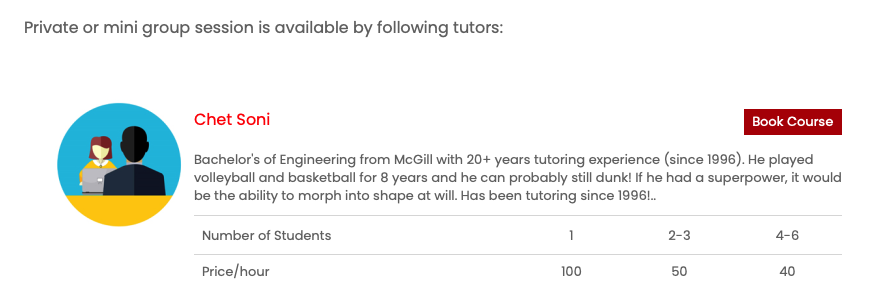 Private or mini group session is available by following tutors:
Chet Soni
Book Course
Bachelor's of Engineering from McGill with 20+ years tutoring experience (since 1996). He played
volleyball and basketball for 8 years and he can probably still dunk! If he had a superpower, it would
be the ability to morph into shape at will. Has been tutoring since 1996!..
Number of Students 1 2-3 4-6
Price/hour 100 50 40